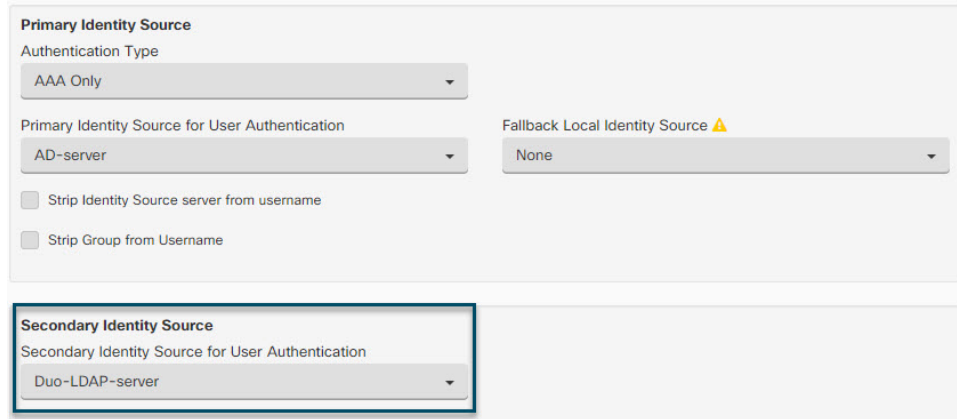 Primary Identity Source
Authentication Type
AAA Only
Primary Identity Source for User Authentication
AD-server
Fallback Local Identity Source
None
Strip Identity Source server from username
Strip Group from Username
Secondary Identity Source
Secondary Identity Source for User Authentication
Duo-LDAP-server